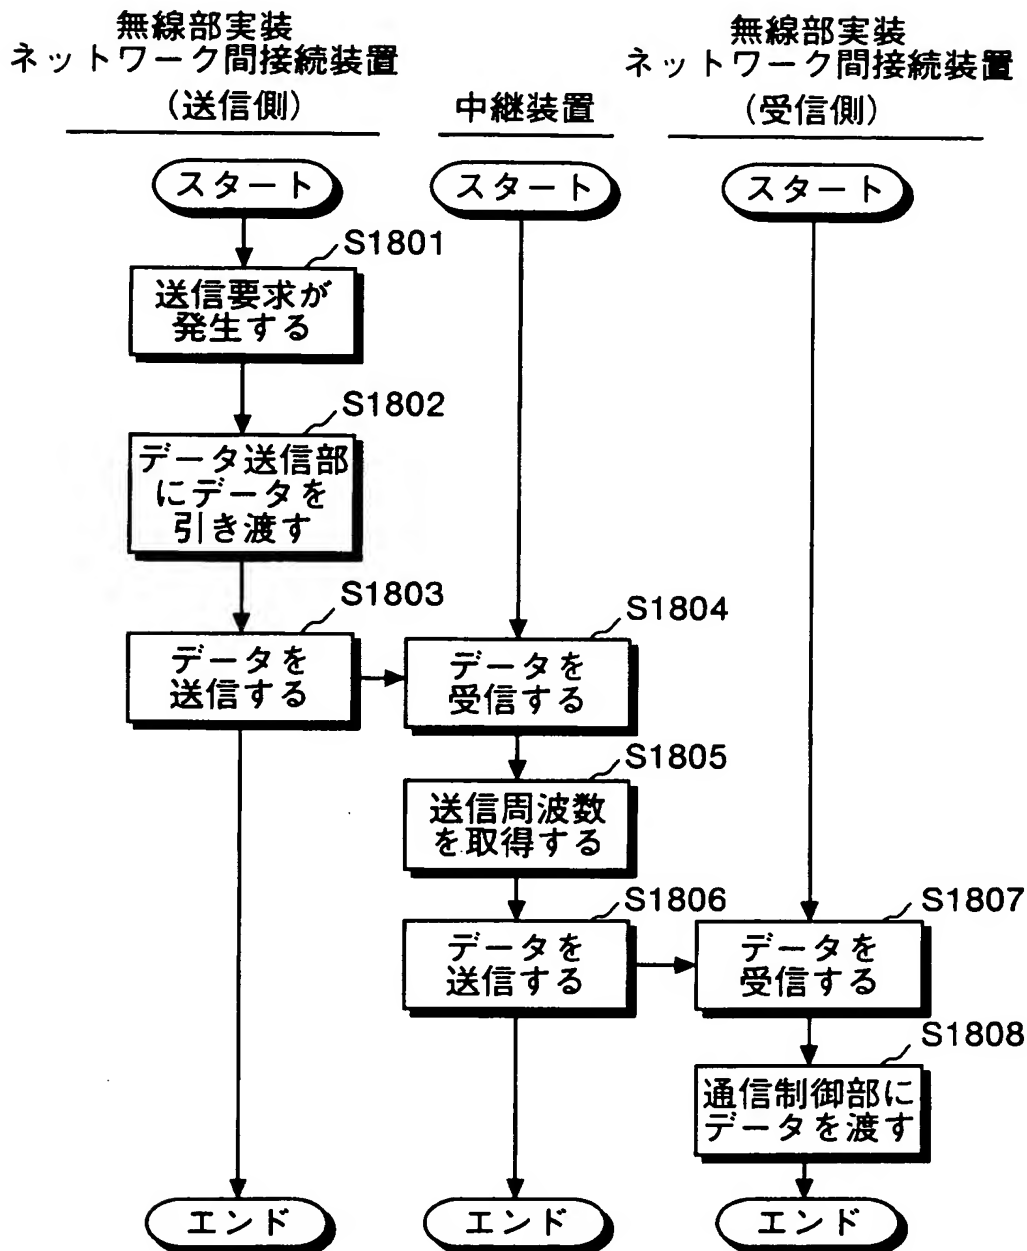 無線部実装
ネットワーク間接続装置
(送信側)
中継装置
無線部実装
ネットワーク間接続装置
(受信側)
スタート
スタート
スタート
S1801
送信要求が
発生する
S1802
データ送信部
にデータを
引き渡す
S1803
データを
送信する
S1804
データを
受信する
S1805
送信周波数
を取得する
S1806
データを
送信する
S1807
データを
受信する
S1808
通信制御部に
データを渡す
エンド
エンド
エンド